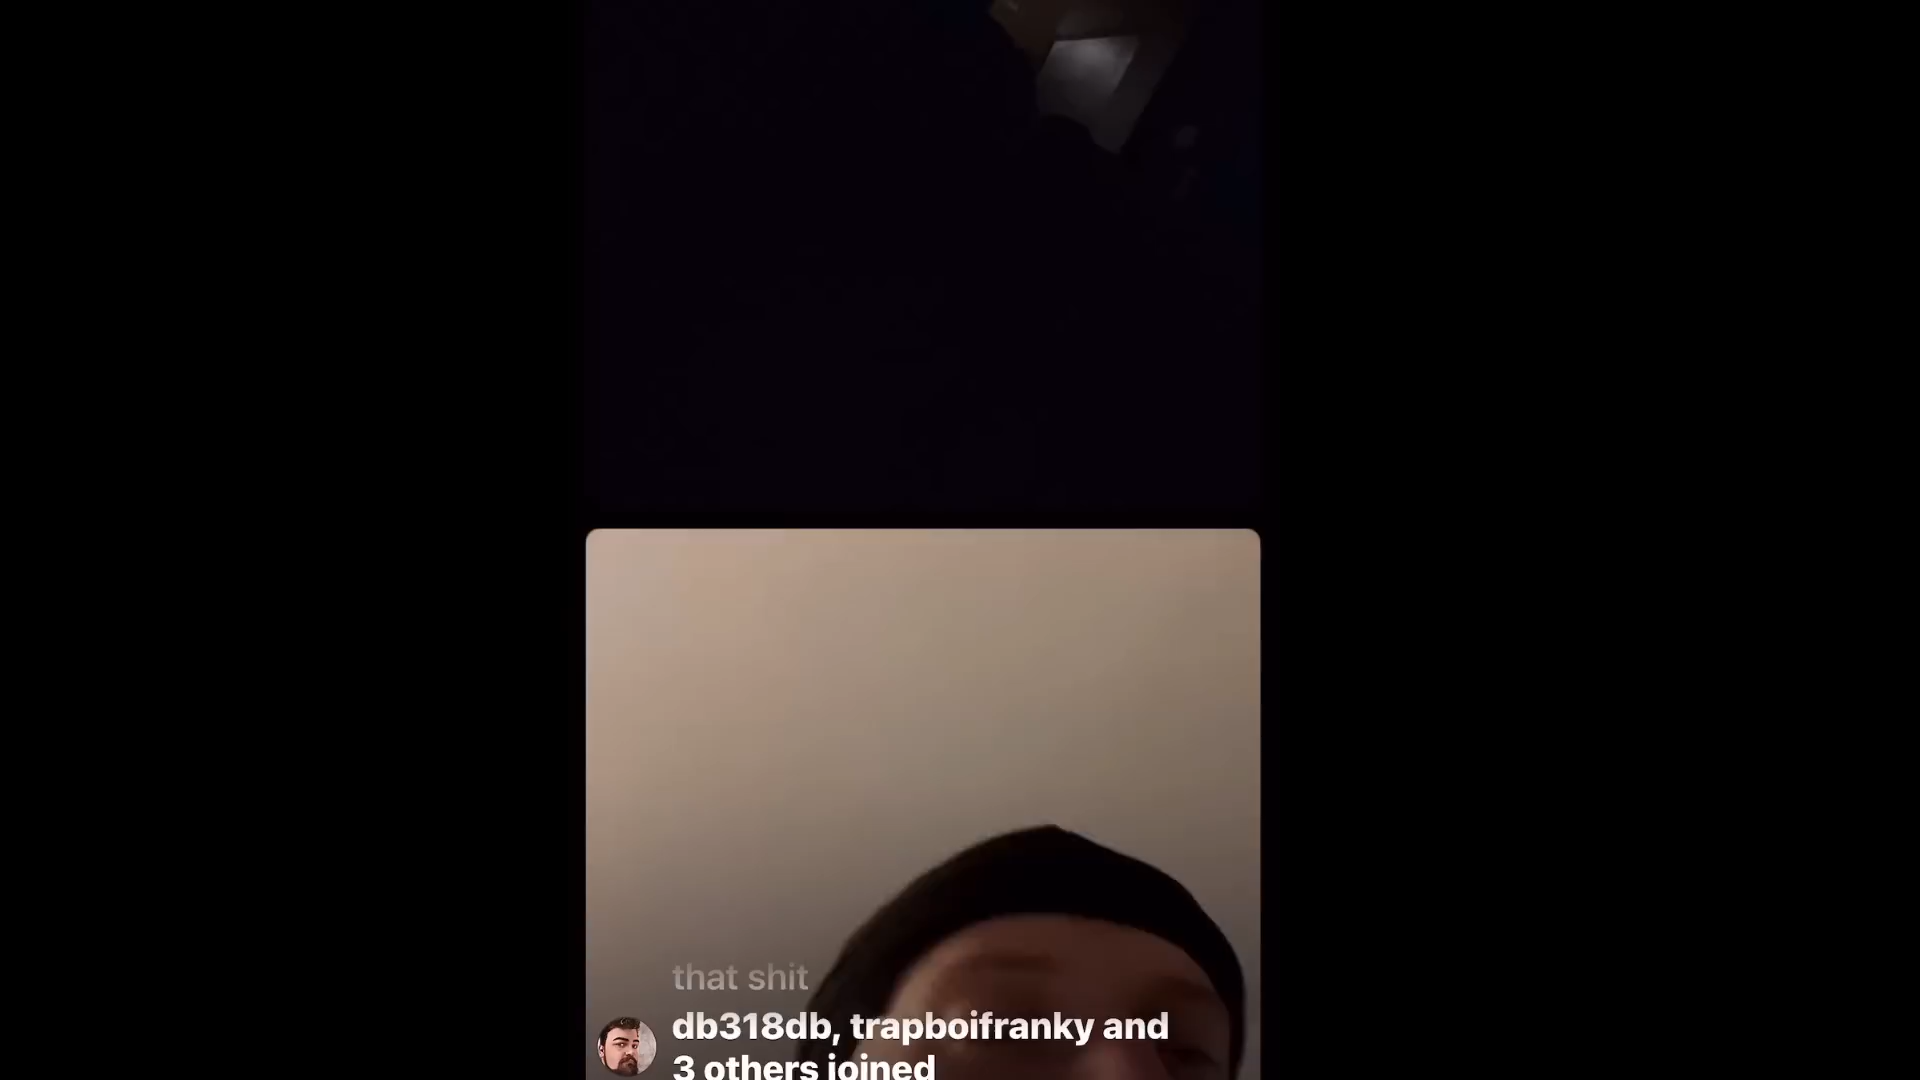 that shit
db318db, trapboifranky and
3 others joined